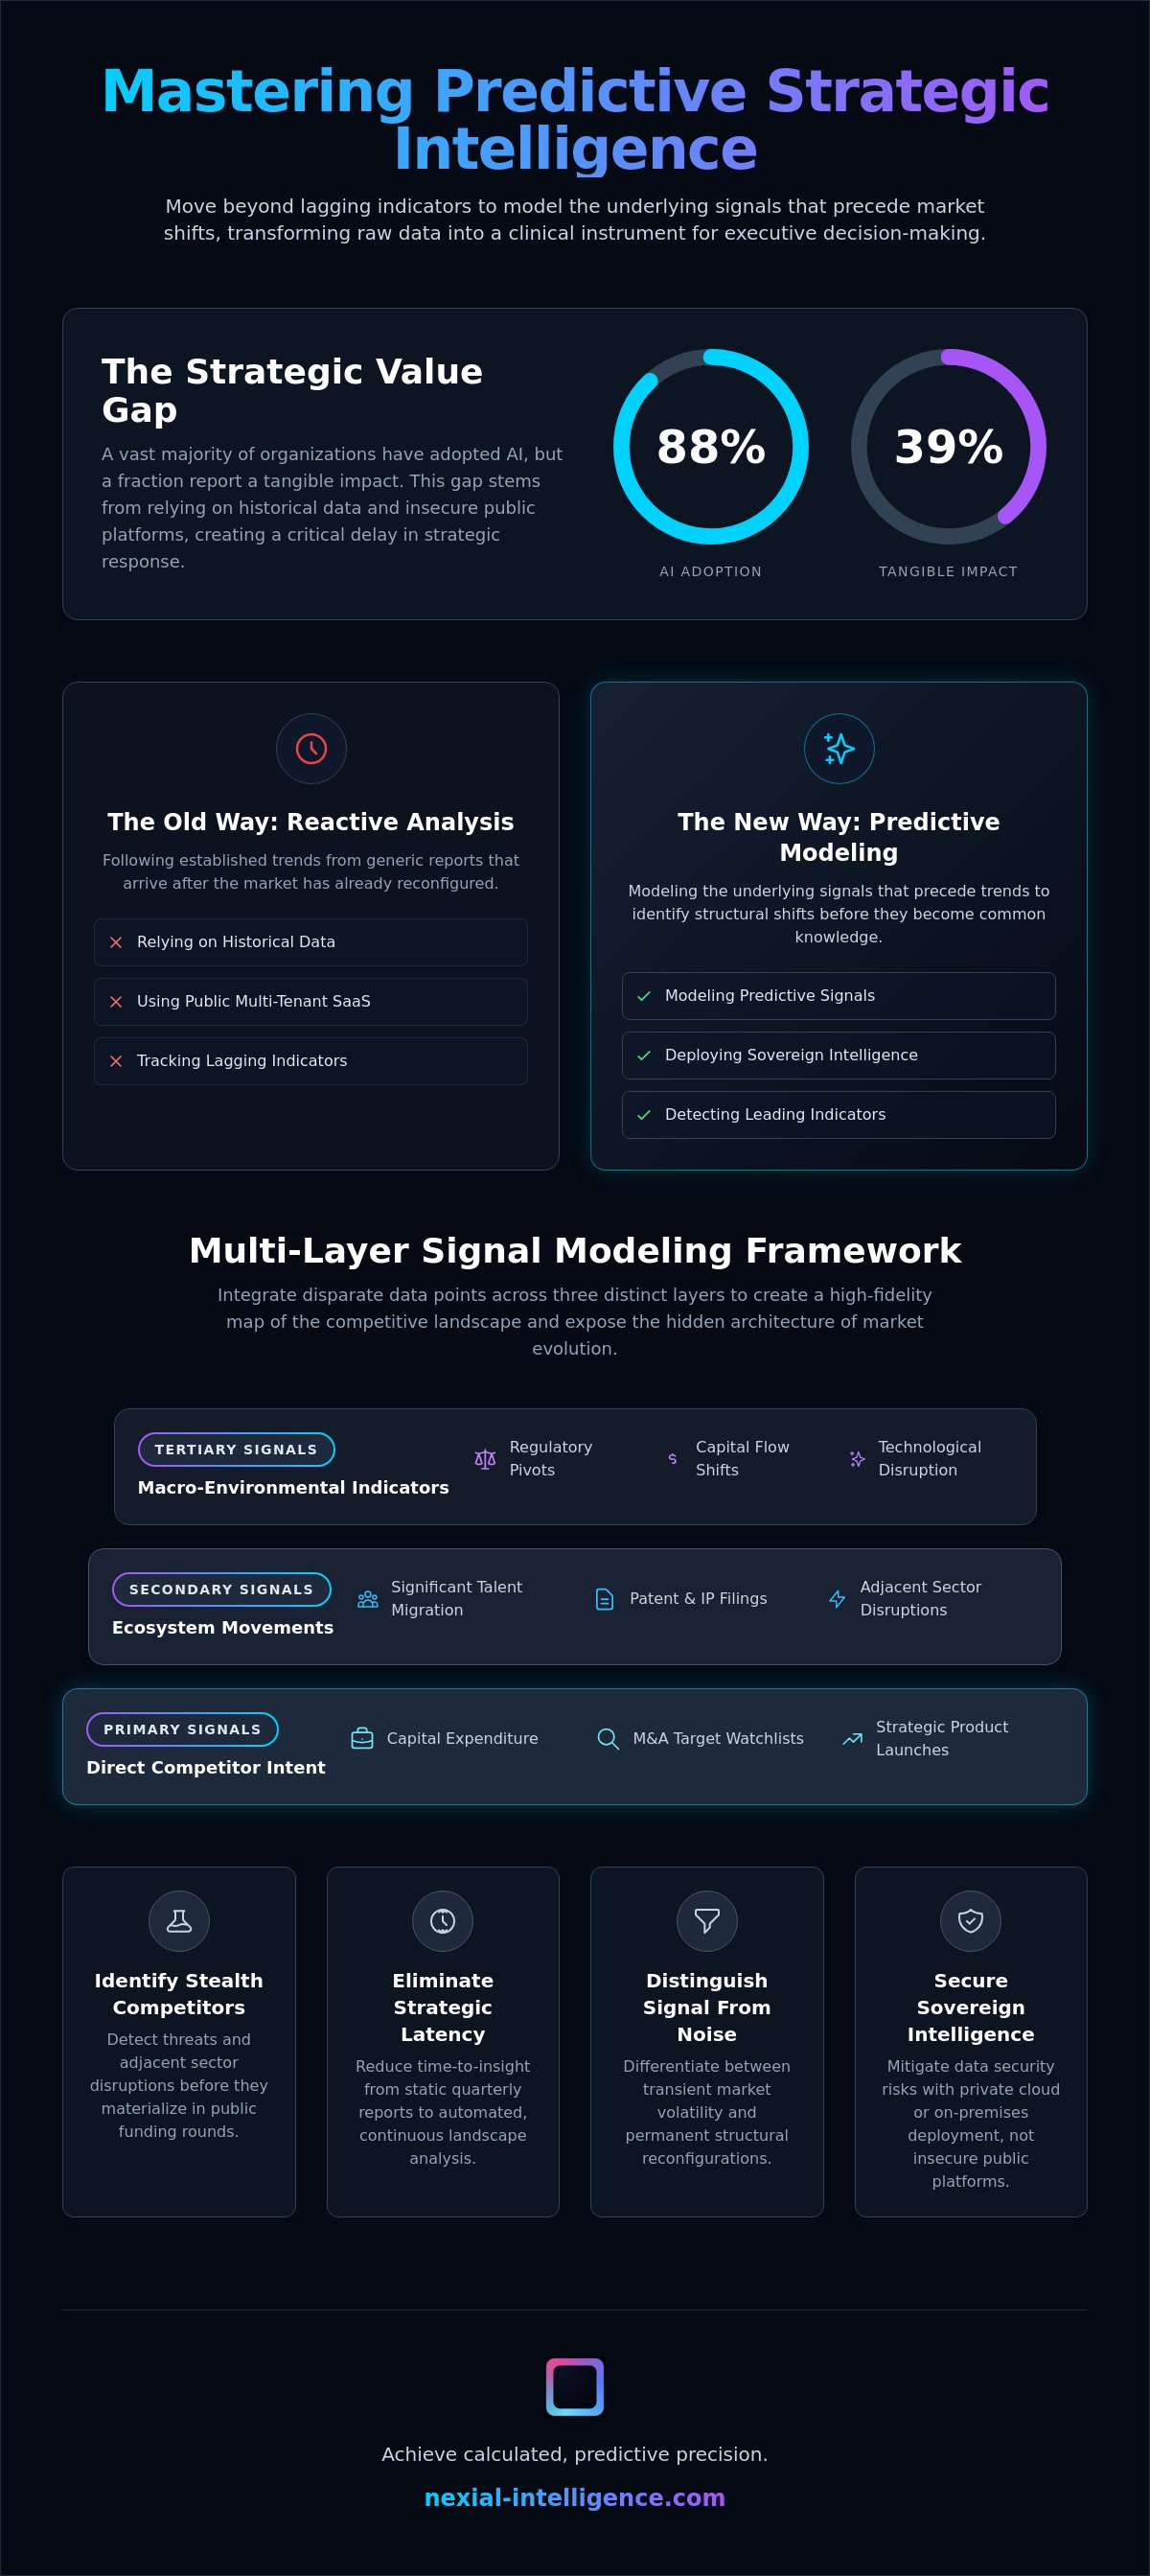 Mastering Predictive Strategic
Intelligence
Move beyond lagging indicators to model the underlying signals that precede market
shifts, transforming raw data into a clinical instrument for executive decision-making.
The Strategic Value
Gap
A vast majority of organizations have adopted AI, but
a fraction report a tangible impact. This gap stems
from relying on historical data and insecure public
platforms, creating a critical delay in strategic
response.
88%
AI ADOPTION
39%
TANGIBLE IMPACT
The Old Way: Reactive Analysis
Following established trends from generic reports that
arrive after the market has already reconfigured.
Relying on Historical Data
Using Public Multi-Tenant SaaS
Tracking Lagging Indicators
The New Way: Predictive
Modeling
Modeling the underlying signals that precede trends to
identify structural shifts before they become common
knowledge.
Modeling Predictive Signals
Deploying Sovereign Intelligence
Detecting Leading Indicators
Multi-Layer Signal Modeling Framework
Integrate disparate data points across three distinct layers to create a high-fidelity
map of the competitive landscape and expose the hidden architecture of market
evolution.
TERTIARY SIGNALS
Macro-Environmental Indicators
Regulatory
Pivots
Capital Flow
Shifts
Technological
Disruption
SECONDARY SIGNALS
Ecosystem Movements
Significant Talent
Migration
Patent & IP Filings
Adjacent Sector
Disruptions
PRIMARY SIGNALS
Direct Competitor Intent
Capital Expenditure
M&A Target Watchlists
Strategic Product
Launches
Identify Stealth
Competitors
Detect threats and
adjacent sector
disruptions before they
materialize in public
funding rounds.
Eliminate
Strategic
Latency
Reduce time-to-insight
from static quarterly
reports to automated,
continuous landscape
analysis.
Distinguish
Signal From
Noise
Differentiate between
transient market
volatility and
permanent structural
reconfigurations.
Secure
Sovereign
Intelligence
Mitigate data security
risks with private cloud
or on-premises
deployment, not
insecure public
platforms.
Achieve calculated, predictive precision.
nexial-intelligence.com